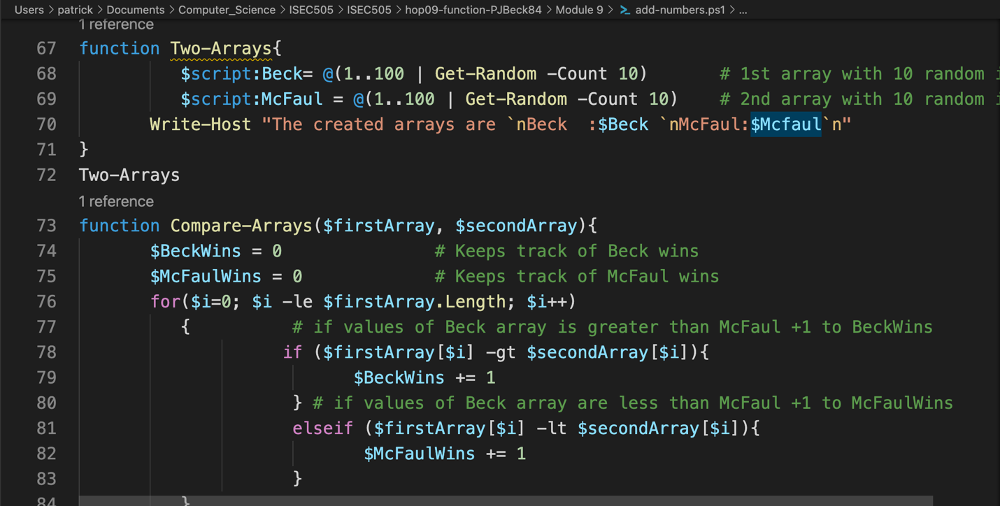 Users > patrick > Documents > Computer_Science > ISEC505 > ISEC505 > hop09-function-PJBeck84 > Module 9 > add-numbers.ps1 > ...
1 reference
67 function Two-Arrays{
68 $script:Beck= @(1..100 | Get-Random -Count 10) # 1st array with 10 random
69 $script:McFaul = @(1..100 | Get-Random -Count 10) # 2nd array with 10 random
70 Write-Host "The created arrays are `nBeck  :$Beck `nMcFaul:$Mcfaul`n"
71 }
72 Two-Arrays
1 reference
73 function Compare-Arrays($firstArray, $secondArray){
74 $BeckWins = 0 # Keeps track of Beck wins
75 $McFaulWins = 0 # Keeps track of McFaul wins
76 for($i=0; $i -le $firstArray.Length; $i++)
77 { # if values of Beck array is greater than McFaul +1 to BeckWins
78 if ($firstArray[$i] -gt $secondArray[$i]){
79 $BeckWins += 1
80 } # if values of Beck array are less than McFaul +1 to McFaulWins
81 elseif ($firstArray[$i] -lt $secondArray[$i]){
82 $McFaulWins += 1
83 }
84 }